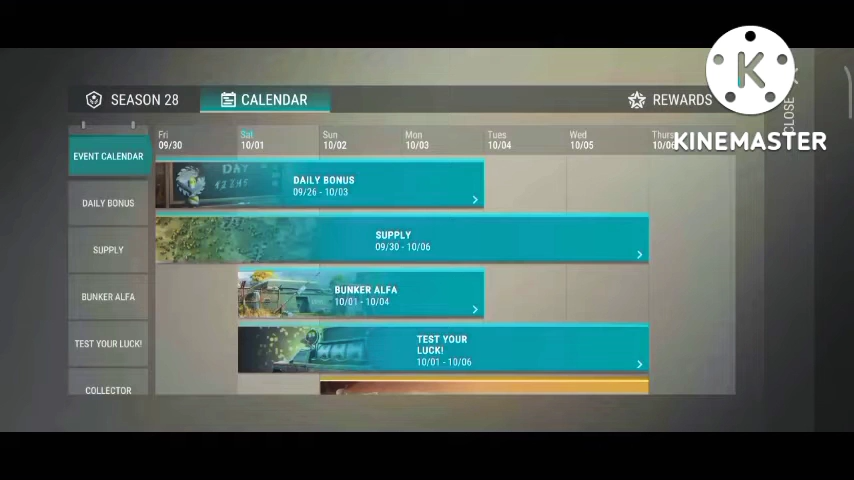 SEASON 28
CALENDAR
REWARDS
CLOSE
K
KINEMASTER
Fri
09/30
Sat
10/01
Sun
10/02
Mon
10/03
Tues
10/04
Wed
10/05
Thurs
10/06
EVENT CALENDAR
DAILY BONUS
SUPPLY
BUNKER ALFA
TEST YOUR LUCK!
COLLECTOR
DAY
DAILY BONUS
09/26 - 10/03
SUPPLY
09/30 - 10/06
BUNKER ALFA
10/01 - 10/04
TEST YOUR
LUCK!
10/01 - 10/06